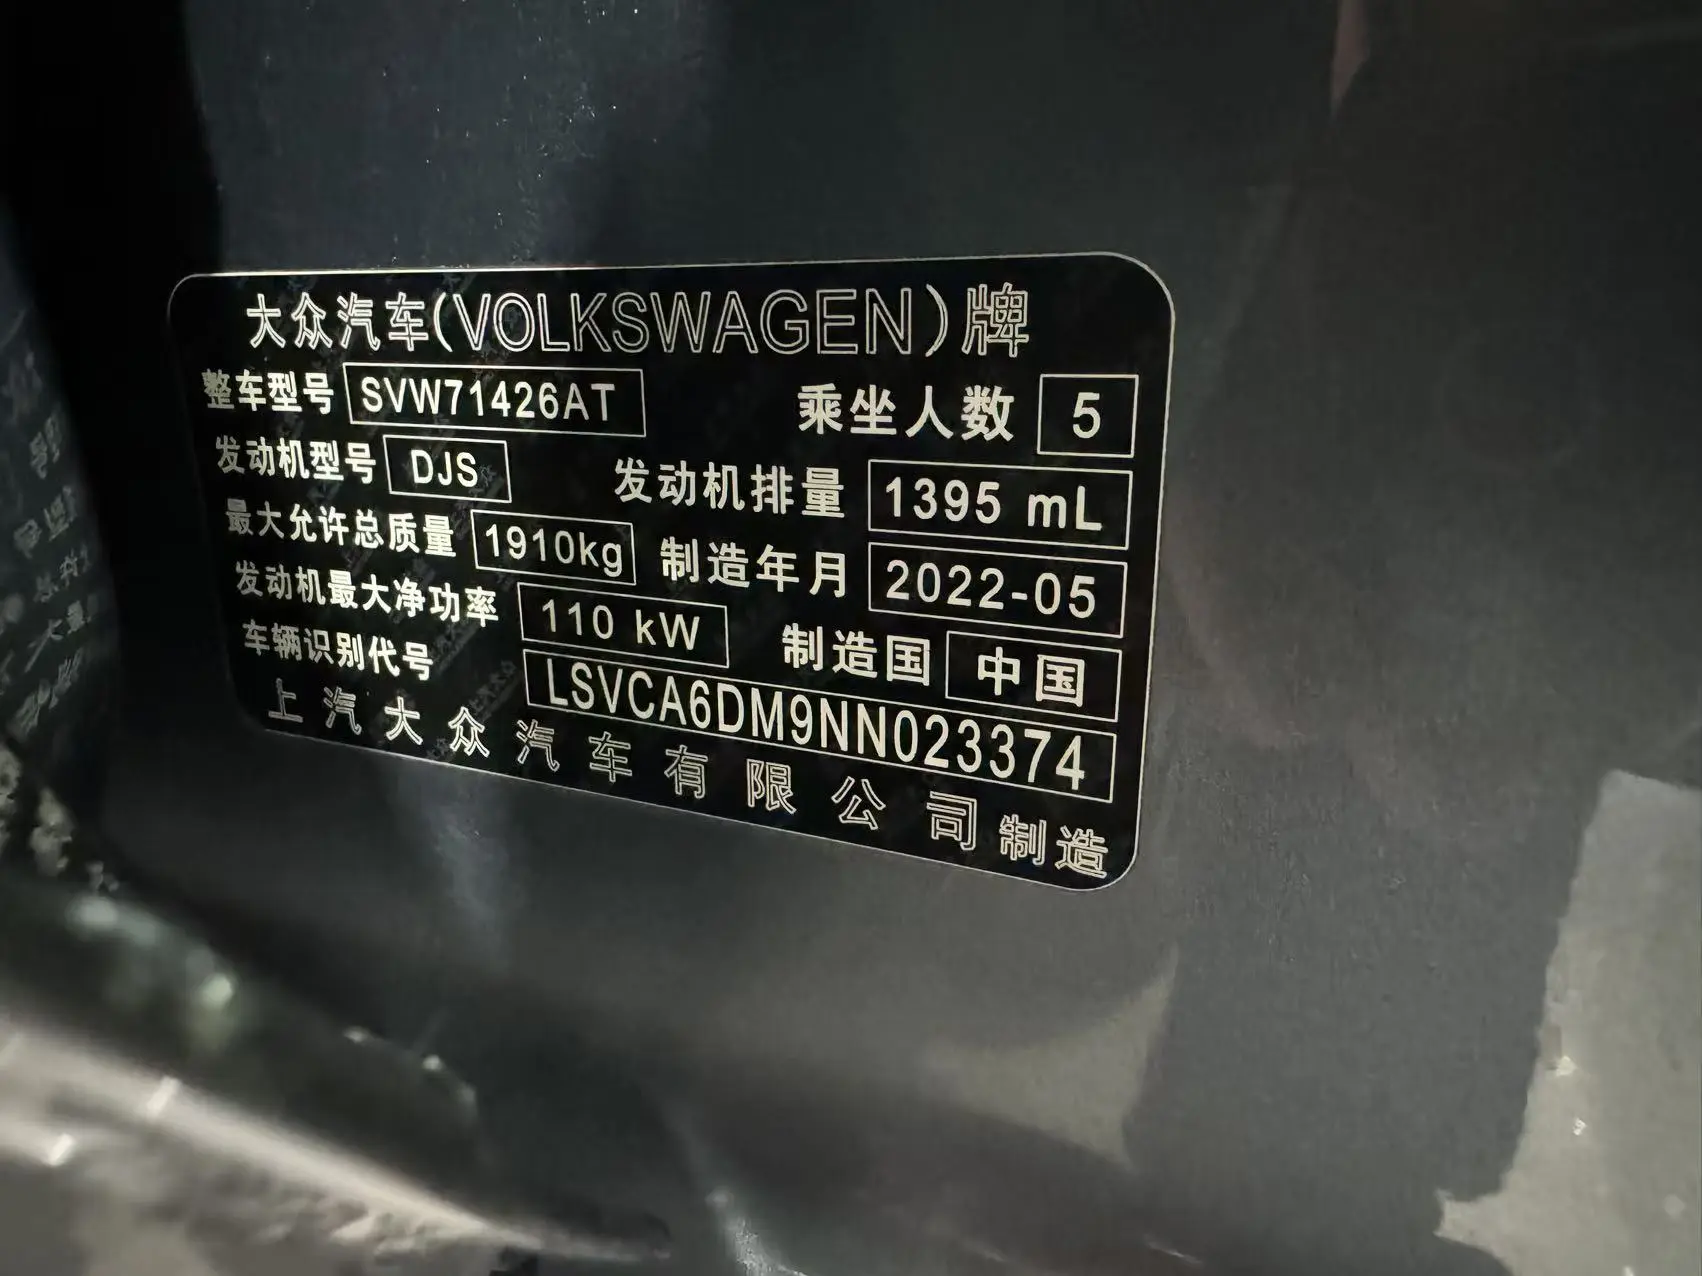 大众汽车(VOLKSWAGEN)牌
整车型号 SVW71426AT 乘坐人数 5
发动机型号 DJS 发动机排量 1395 mL
最大允许总质量 1910kg 制造年月 2022-05
发动机最大净功率 110 kW 制造国 中国
车辆识别代号 LSVCA6DM9NN023374
上汽大众汽车有限公司制造